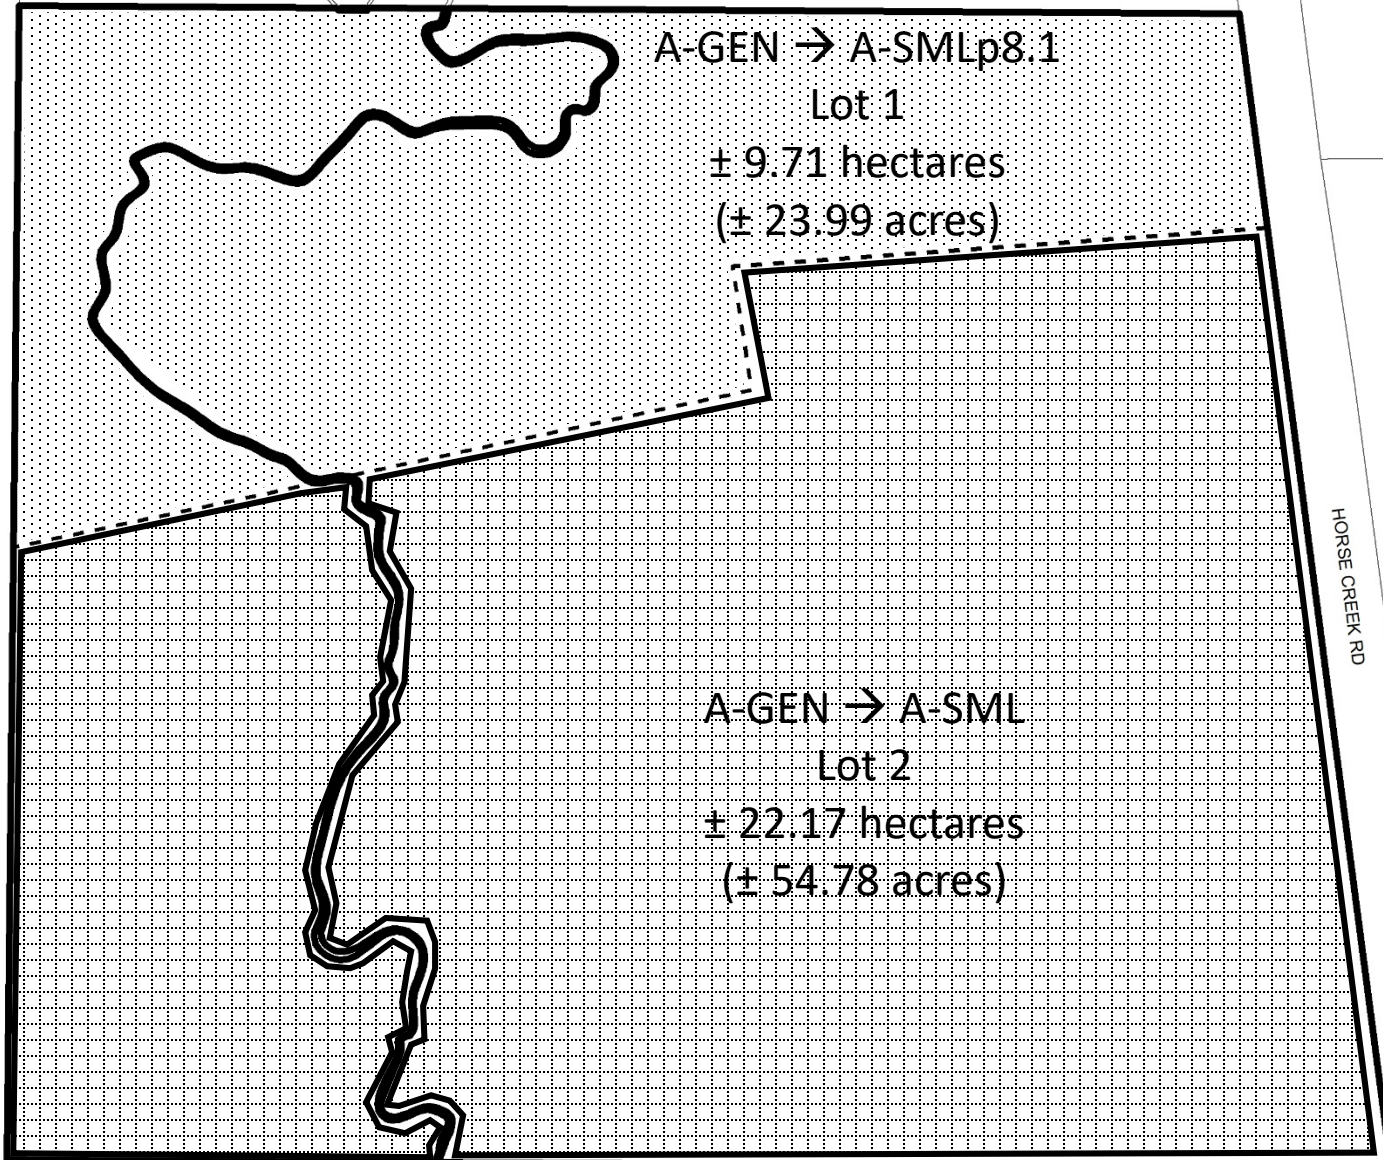 A-GEN → A-SMLp8.1
Lot 1
± 9.71 hectares
(± 23.99 acres)
HORSE CREEK RD
A-GEN → A-SML
Lot 2
± 22.17 hectares
(± 54.78 acres)